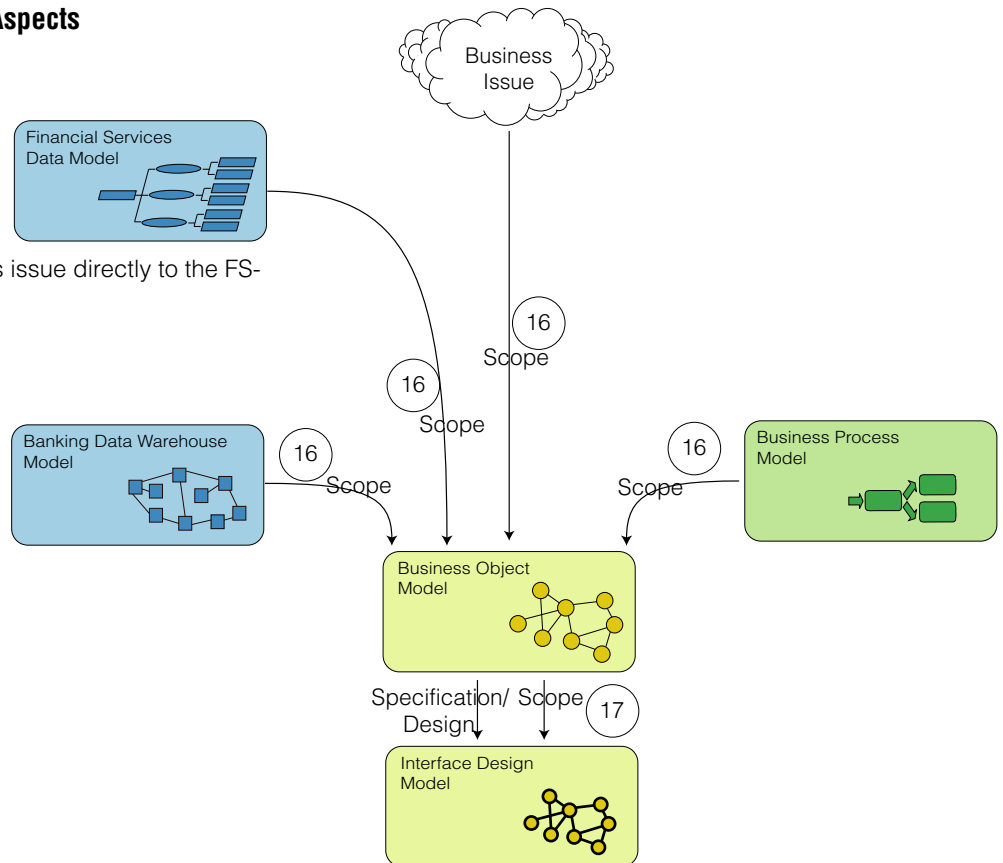 Aspects
Business
Issue
Financial Services
Data Model
s issue directly to the FS-
16
Scope
16
Scope
Banking Data Warehouse
Model
16
Scope
16
Scope
Business Process
Model
Business Object
Model
Specification/ Scope
Design
17
Interface Design
Model